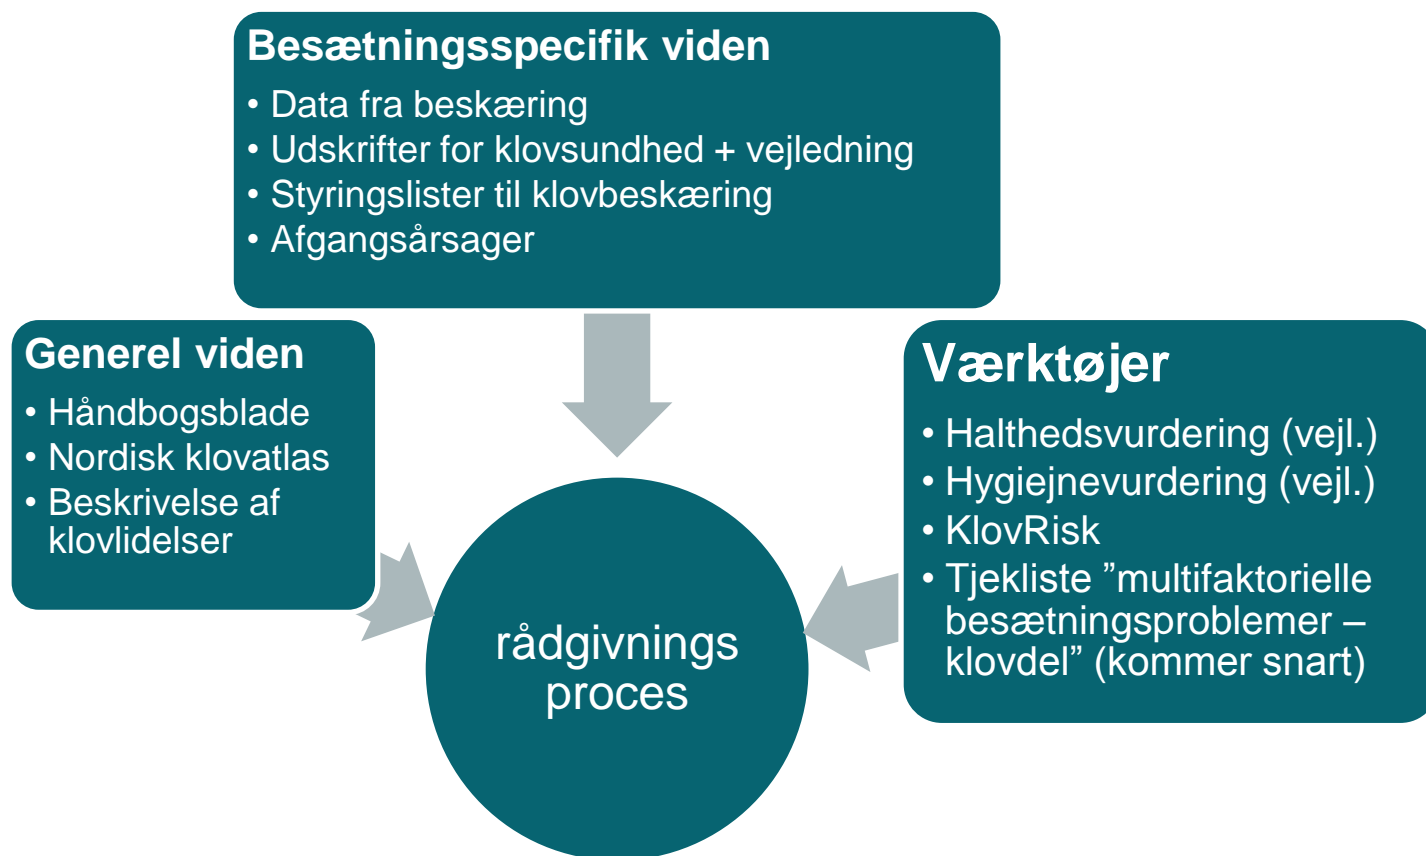 Besætningsspecifik viden
• Data fra beskæring
• Udskrifter for klovsundhed + vejledning
• Styringslister til klovbeskæring
• Afgangsårsager
Generel viden
• Håndbogsblade
• Nordisk klovatlas
• Beskrivelse af
klovlidelser
Værktøjer
• Halthedsvurdering (vejl.)
• Hygiejnevurdering (vejl.)
• KlovRisk
• Tjekliste ”multifaktorielle
besætningsproblemer –
klovdel” (kommer snart)
rådgivnings
proces